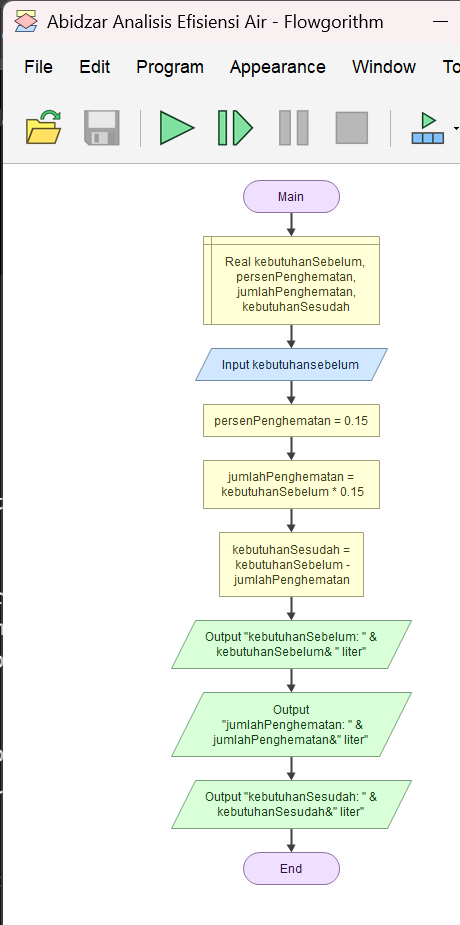 Abidzar Analisis Efisiensi Air - Flowgorithm
File Edit Program Appearance Window To
Main
Real kebutuhanSebelum,
persenPenghematan,
jumlahPenghematan,
kebutuhanSesudah
Input kebutuhansebelum
persenPenghematan = 0.15
jumlahPenghematan =
kebutuhanSebelum * 0.15
kebutuhanSesudah =
kebutuhanSebelum -
jumlahPenghematan
Output "kebutuhanSebelum: " &
kebutuhanSebelum& " liter"
Output
"jumlahPenghematan: " &
jumlahPenghematan&" liter"
Output "kebutuhanSesudah: " &
kebutuhanSesudah&" liter"
End